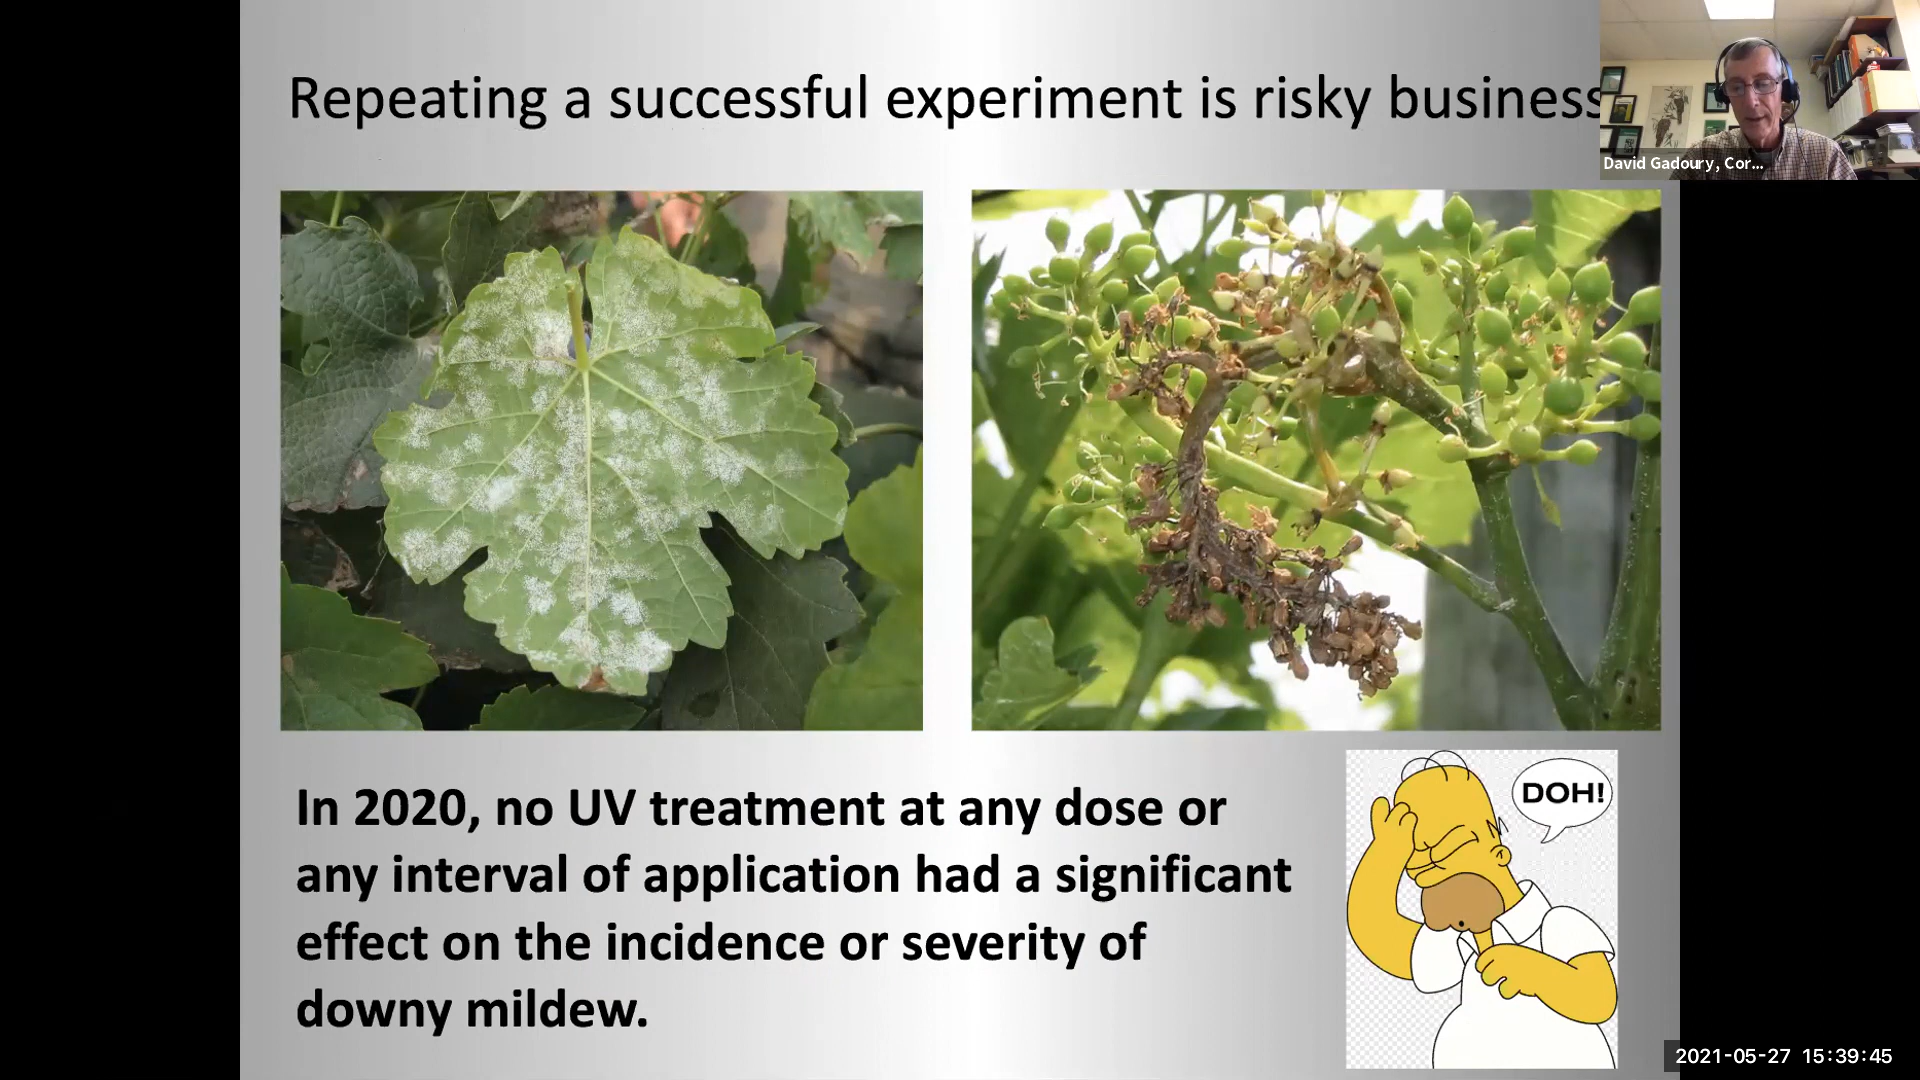 Repeating a successful experiment is risky business
David Gadoury, Cor...
DOH!
In 2020, no UV treatment at any dose or
any interval of application had a significant
effect on the incidence or severity of
downy mildew.
2021-05-27 15:39:45